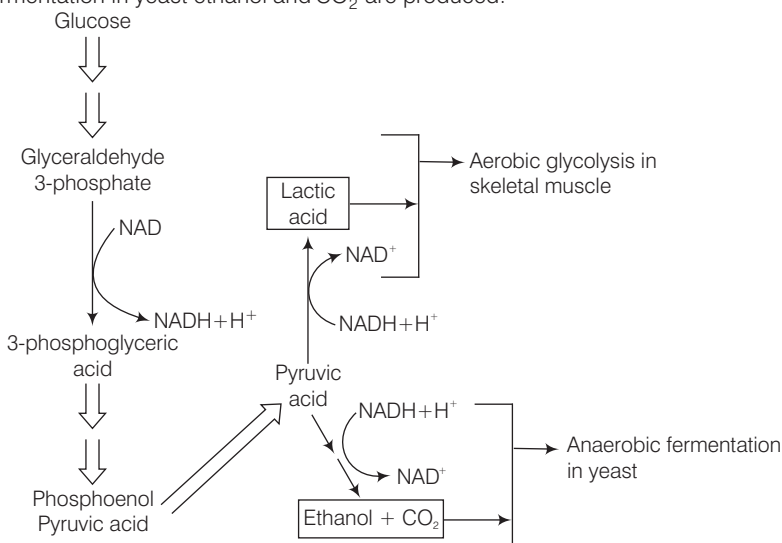 fermentation in yeast ethanol and CO₂ are produced.
Glucose
Glyceraldehyde
3-phosphate
NAD
NADH+H⁺
3-phosphoglyceric
acid
Phosphoenol
Pyruvic acid
Lactic
acid
Aerobic glycolysis in
skeletal muscle
NAD⁺
NADH+H⁺
Pyruvic
acid
NADH+H⁺
NAD⁺
Ethanol + CO₂
Anaerobic fermentation
in yeast